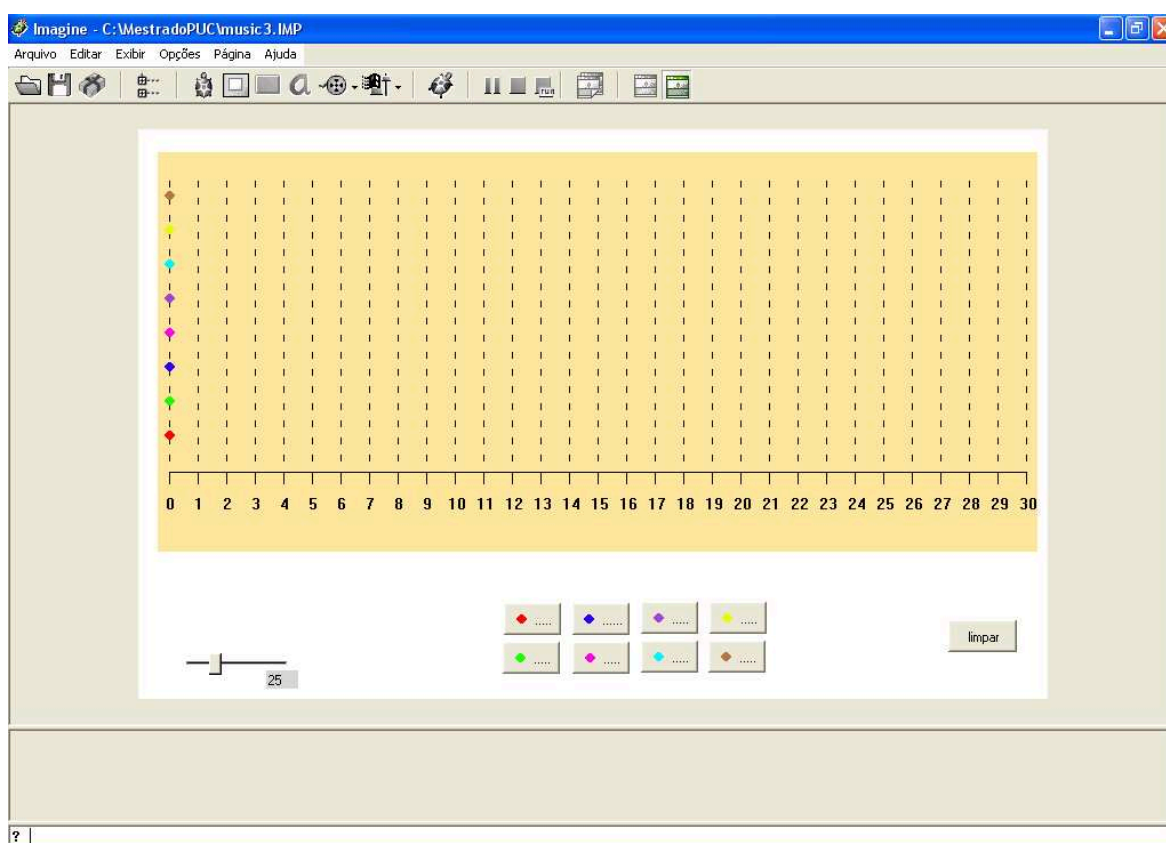 Imagine - C:\MestradoPUC\music3.IMP
Arquivo Editar Exibir Opções Página Ajuda
run
0 1 2 3 4 5 6 7 8 9 10 11 12 13 14 15 16 17 18 19 20 21 22 23 24 25 26 27 28 29 30
..... ...... ..... .....
..... ...... ..... .....
limpar
25
?